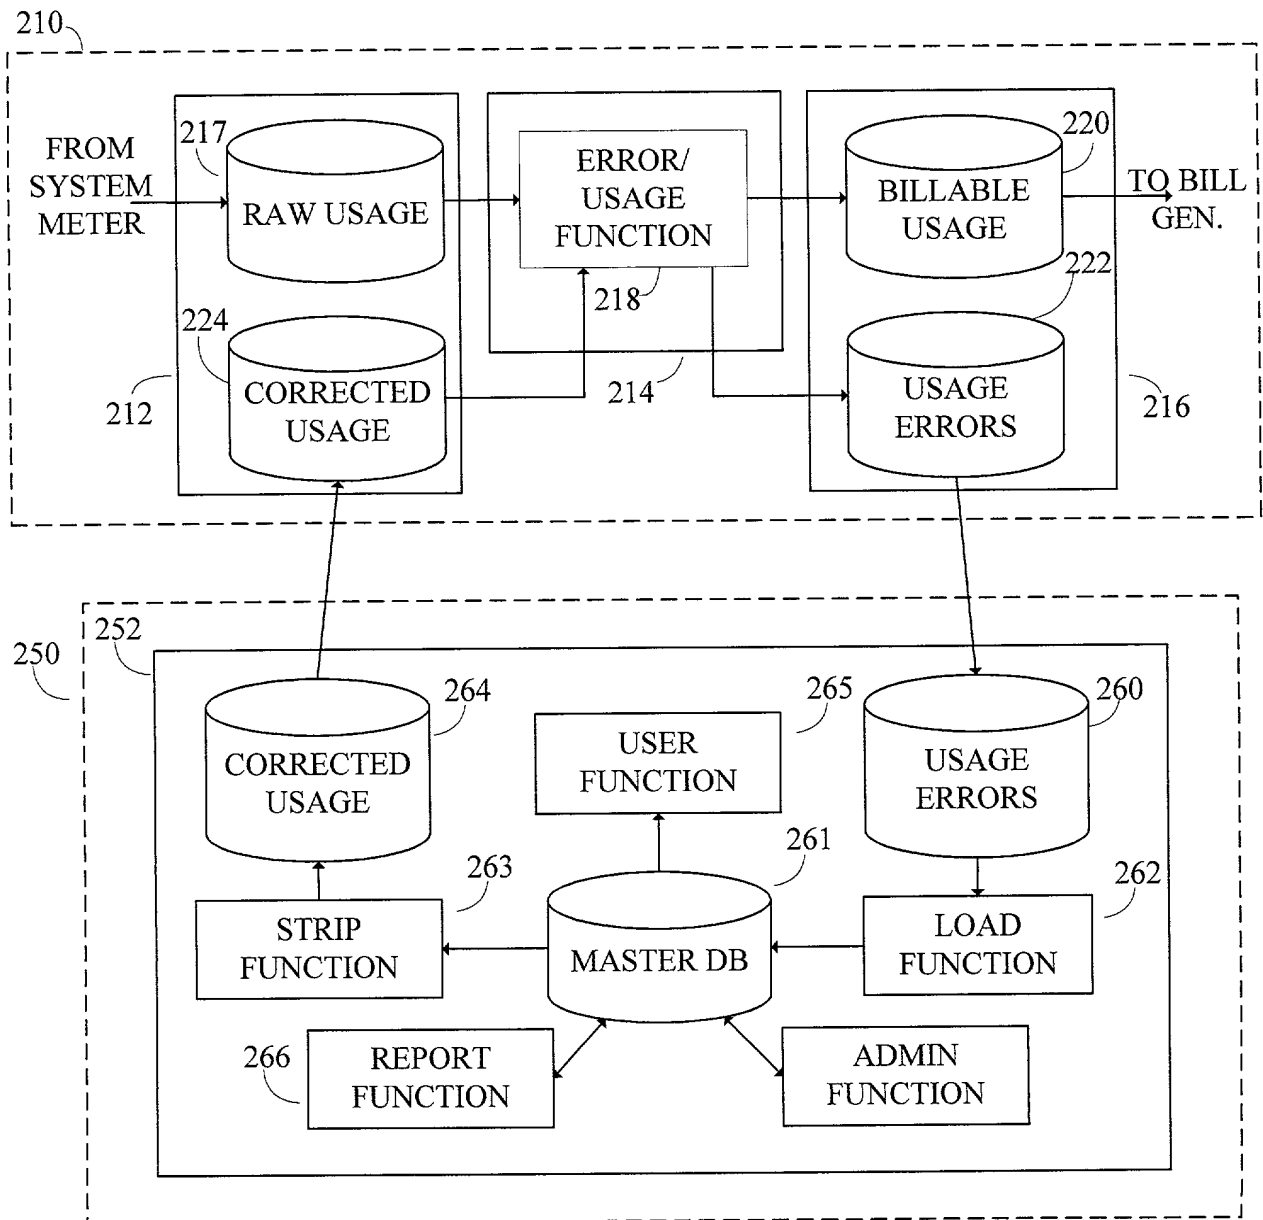 210
217
FROM
SYSTEM
METER
RAW USAGE
ERROR/
USAGE
FUNCTION
218
220
BILLABLE
USAGE
TO BILL
GEN.
222
224
CORRECTED
USAGE
212
214
USAGE
ERRORS
216
250
252
264
CORRECTED
USAGE
265
USER
FUNCTION
260
USAGE
ERRORS
263
STRIP
FUNCTION
261
MASTER DB
262
LOAD
FUNCTION
266
REPORT
FUNCTION
ADMIN
FUNCTION